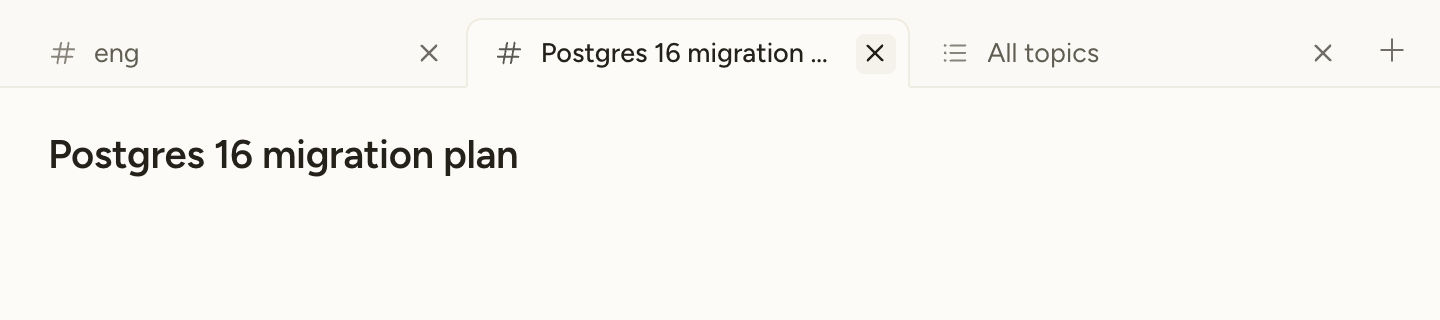 # eng
# Postgres 16 migration ...
All topics
Postgres 16 migration plan